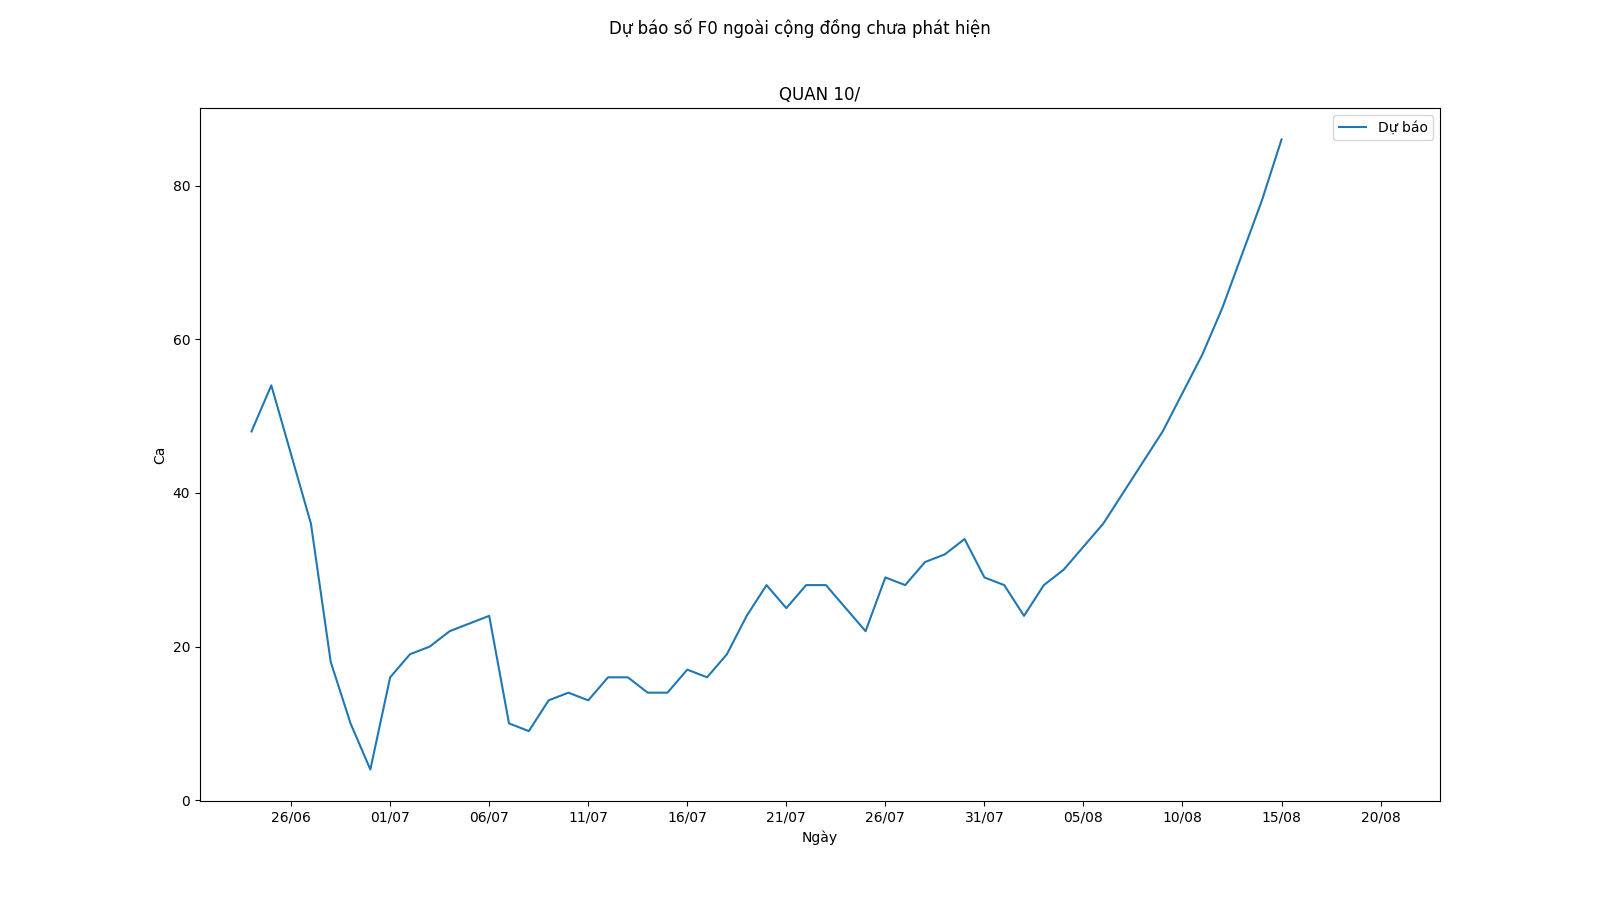 Dự báo số F0 ngoài cộng đồng chưa phát hiện
QUAN 10/
Dự báo
Ca
80
60
40
20
0
26/06 01/07 06/07 11/07 16/07 21/07 26/07 31/07 05/08 10/08 15/08 20/08
Ngày